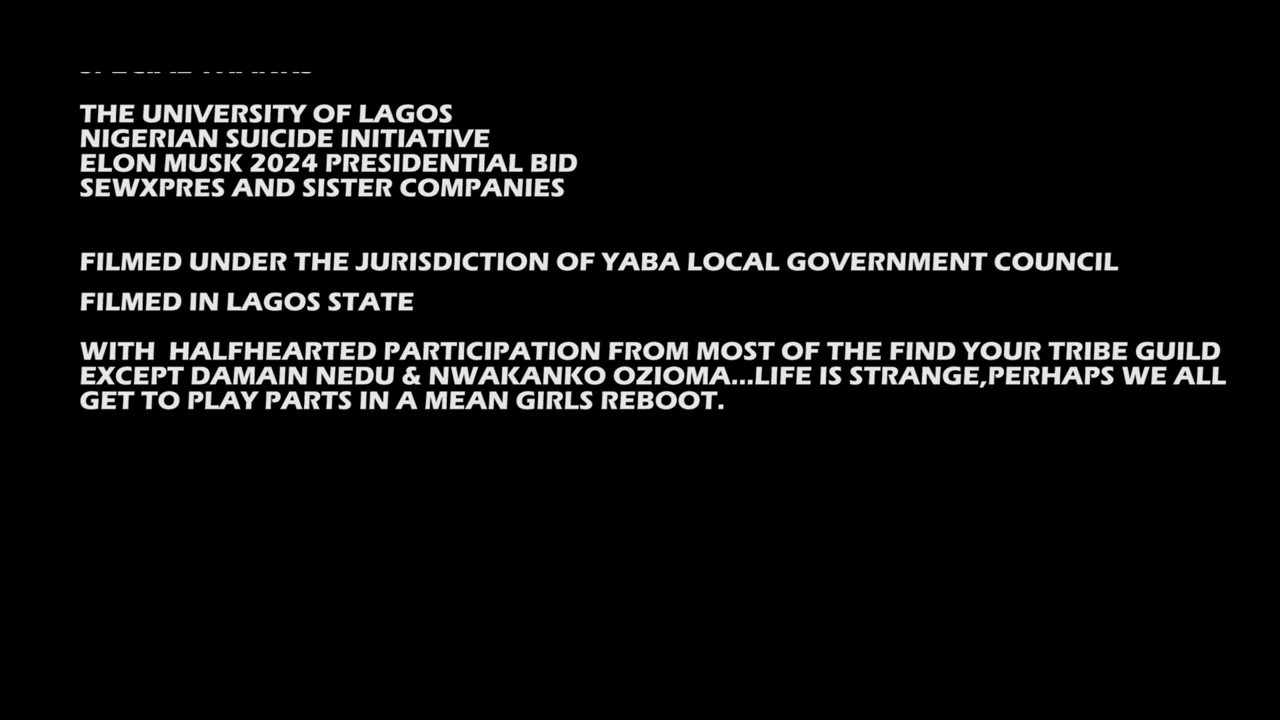 THE UNIVERSITY OF LAGOS
NIGERIAN SUICIDE INITIATIVE
ELON MUSK 2024 PRESIDENTIAL BID
SEWXPRES AND SISTER COMPANIES
FILMED UNDER THE JURISDICTION OF YABA LOCAL GOVERNMENT COUNCIL
FILMED IN LAGOS STATE
WITH HALFHEARTED PARTICIPATION FROM MOST OF THE FIND YOUR TRIBE GUILD
EXCEPT DAMAIN NEDU & NWAKANKO OZIOMA...LIFE IS STRANGE,PERHAPS WE ALL
GET TO PLAY PARTS IN A MEAN GIRLS REBOOT.